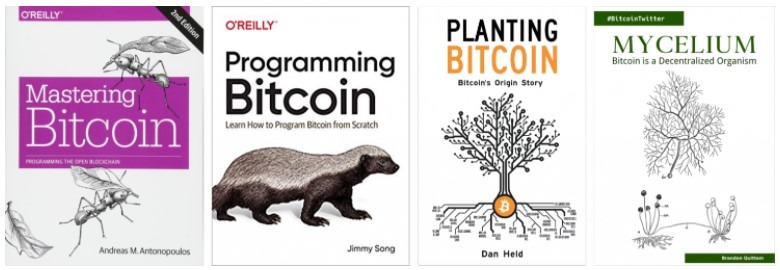 O'REILLY®
2nd Edition
Mastering
Bitcoin
PROGRAMMING THE OPEN BLOCKCHAIN
Andreas M. Antonopoulos
O'REILLY®
Programming
Bitcoin
Learn How to Program Bitcoin from Scratch
Jimmy Song
PLANTING
BITCOIN
Bitcoin's Origin Story
Dan Held
#BitcoinTwitter
MYCELIUM
Bitcoin is a Decentralized Organism
Brandon Quittem